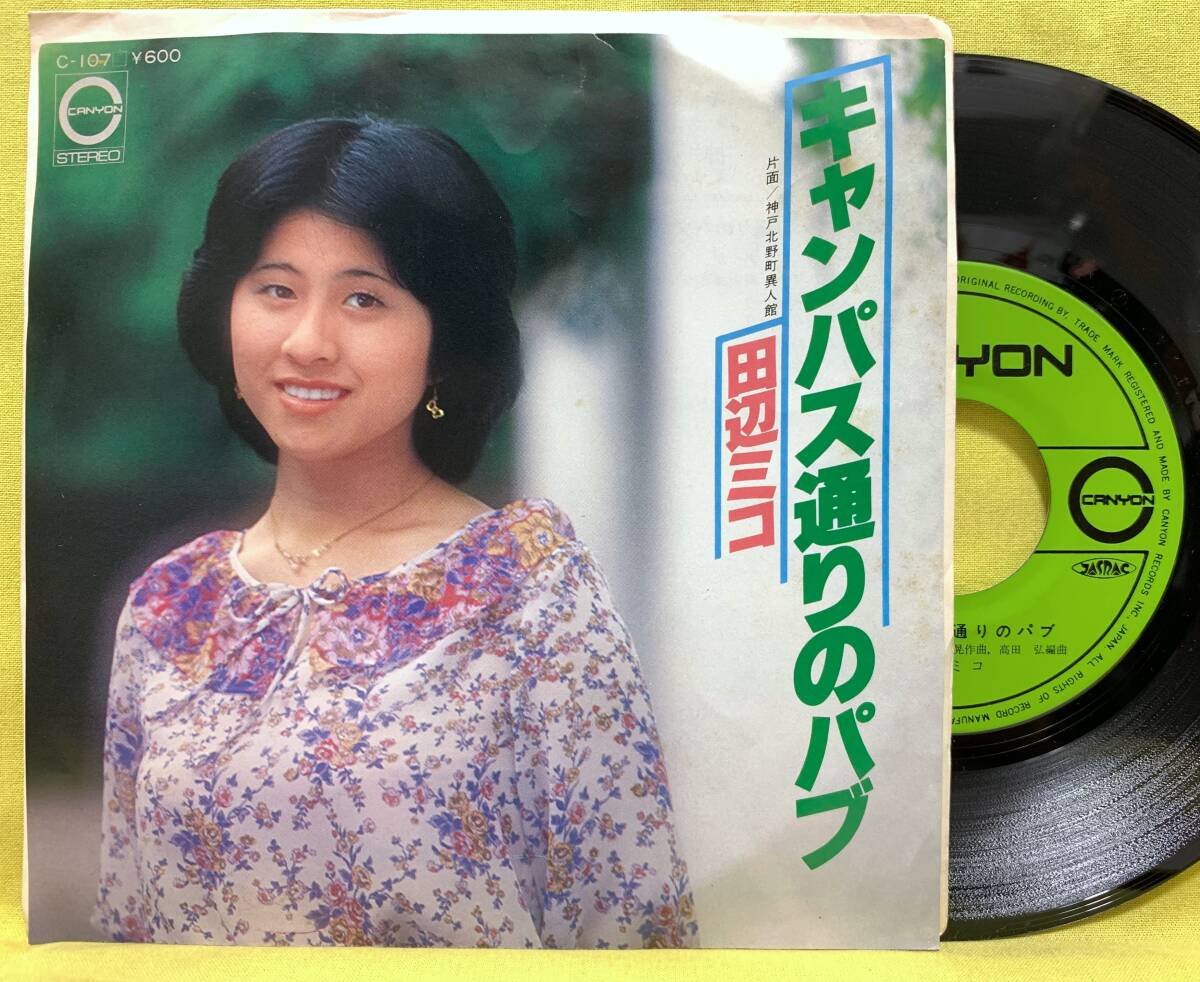 C-107 ¥600
CANYON
STEREO
キャンパス通りのパブ
片面/神戸北野町異人館
田辺ミコ
ORIGINAL RECORDING BY, TRADE MARK REGISTERED AND MADE BY CANYON RECORDS INC, JAPAN ALL RIGHTS OF RECORD MANUFA
YON
CANYON
JASRAC
通りのパブ
晃作曲, 高田 弘編曲
ミコ